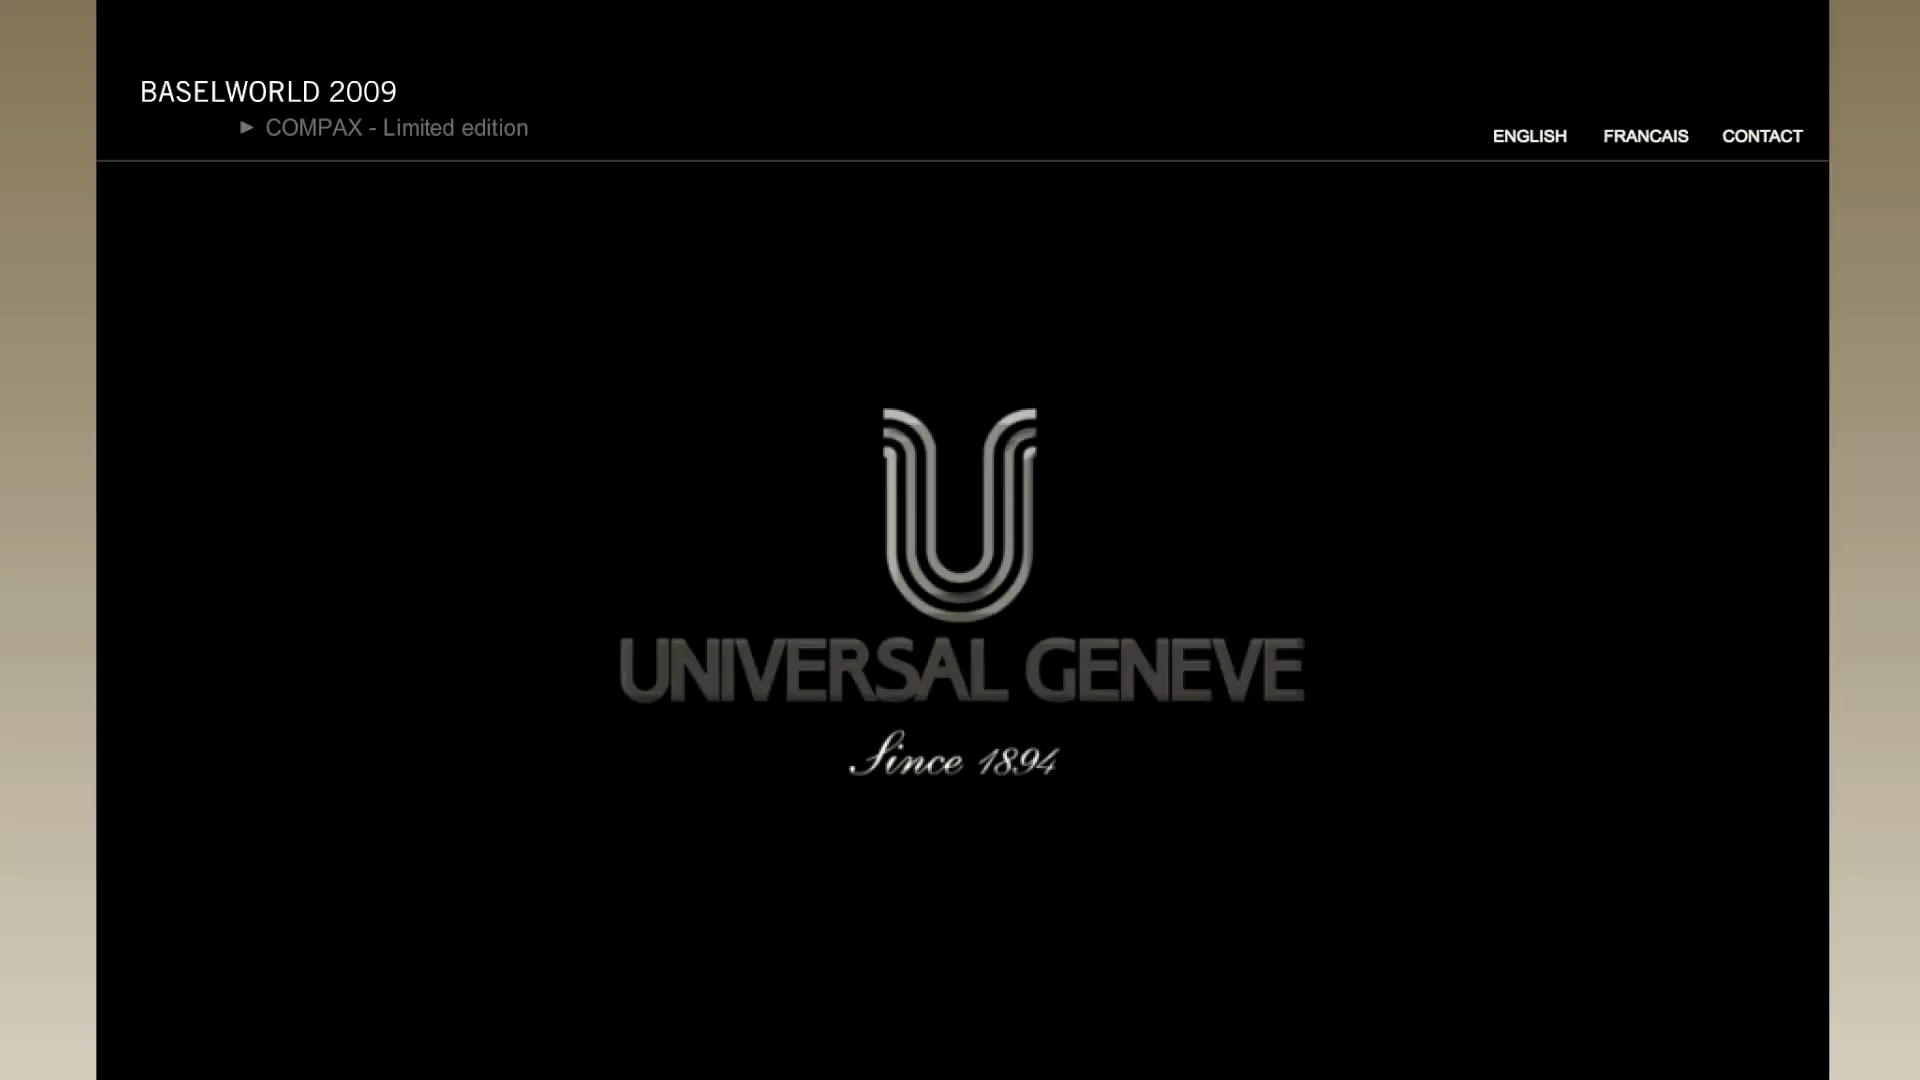 BASELWORLD 2009
► COMPAX - Limited edition
ENGLISH FRANCAIS CONTACT
UNIVERSAL GENEVE
Since 1894